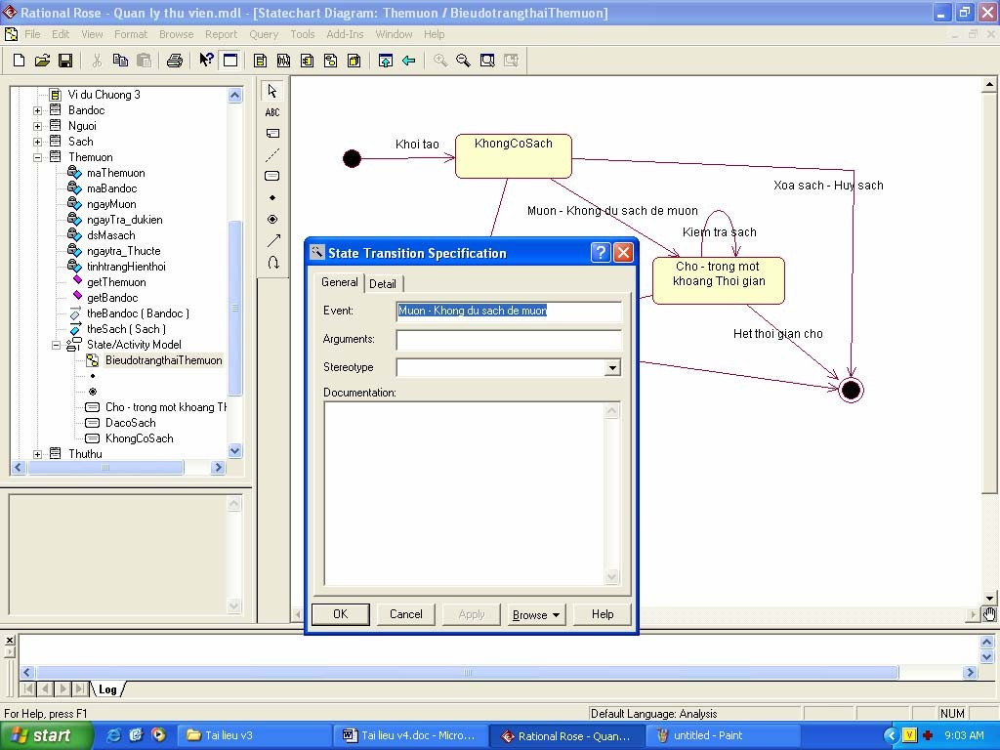 Rational Rose - Quan ly thu vien.mdl - [Statechart Diagram: Themuon / BieudotrangthaiThemuon]
File Edit View Format Browse Report Query Tools Add-Ins Window Help
ABC
Vi du Chuong 3
Bandoc
Nguoi
Sach
Themuon
maThemuon
maBandoc
ngayMuon
ngayTra_dukien
dsMasach
ngaytra_Thucte
tinhtrangHienthoi
getThemuon
getBandoc
theBandoc ( Bandoc )
theSach ( Sach )
State/Activity Model
BieudotrangthaiThemuon
Cho - trong mot khoang Th
DacoSach
KhongCoSach
Thuthu
Khoi tao
KhongCoSach
Xoa sach - Huy sach
Muon - Khong du sach de muon
Kiem tra sach
Cho - trong mot
khoang Thoi gian
Het thoi gian cho
State Transition Specification
General Detail
Event: Muon - Khong du sach de muon
Arguments:
Stereotype
Documentation:
OK Cancel Apply Browse Help
Log
For Help, press F1
Default Language: Analysis
NUM
start
Tai lieu v3
Tai lieu v4.doc - Micro...
Rational Rose - Quan...
untitled - Paint
V
9:03 AM